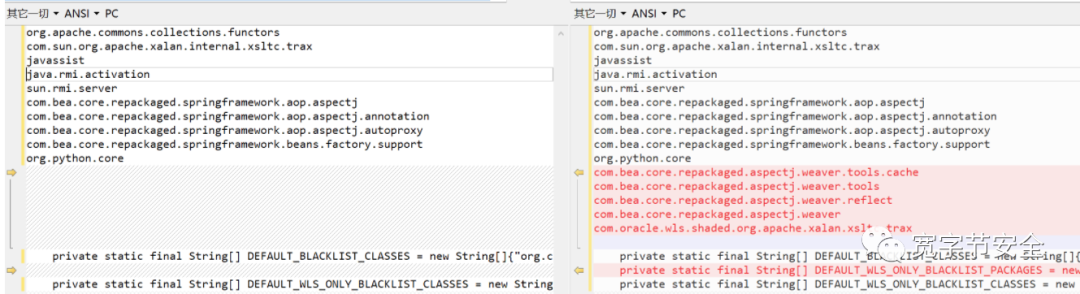 其它一切 ANSI PC
org.apache.commons.collections.functors
com.sun.org.apache.xalan.internal.xsltc.trax
javassist
java.rmi.activation
sun.rmi.server
com.bea.core.repackaged.springframework.aop.aspectj
com.bea.core.repackaged.springframework.aop.aspectj.annotation
com.bea.core.repackaged.springframework.aop.aspectj.autoproxy
com.bea.core.repackaged.springframework.beans.factory.support
org.python.core
private static final String[] DEFAULT_BLACKLIST_CLASSES = new String[]{"org.c
private static final String[] DEFAULT_WLS_ONLY_BLACKLIST_CLASSES = new String
其它一切 ANSI PC
org.apache.commons.collections.functors
com.sun.org.apache.xalan.internal.xsltc.trax
javassist
java.rmi.activation
sun.rmi.server
com.bea.core.repackaged.springframework.aop.aspectj
com.bea.core.repackaged.springframework.aop.aspectj.annotation
com.bea.core.repackaged.springframework.aop.aspectj.autoproxy
com.bea.core.repackaged.springframework.beans.factory.support
org.python.core
com.bea.core.repackaged.aspectj.weaver.tools.cache
com.bea.core.repackaged.aspectj.weaver.tools
com.bea.core.repackaged.aspectj.weaver.reflect
com.bea.core.repackaged.aspectj.weaver
com.oracle.wls.shaded.org.apache.xalan.xsltc.trax
宽字节安全
private static final String[] DEFAULT_BLACKLIST_CLASSES = new String[]{
private static final String[] DEFAULT_WLS_ONLY_BLACKLIST_PACKAGES = new
private static final String[] DEFAULT_WLS_ONLY_BLACKLIST_CLASSES = new